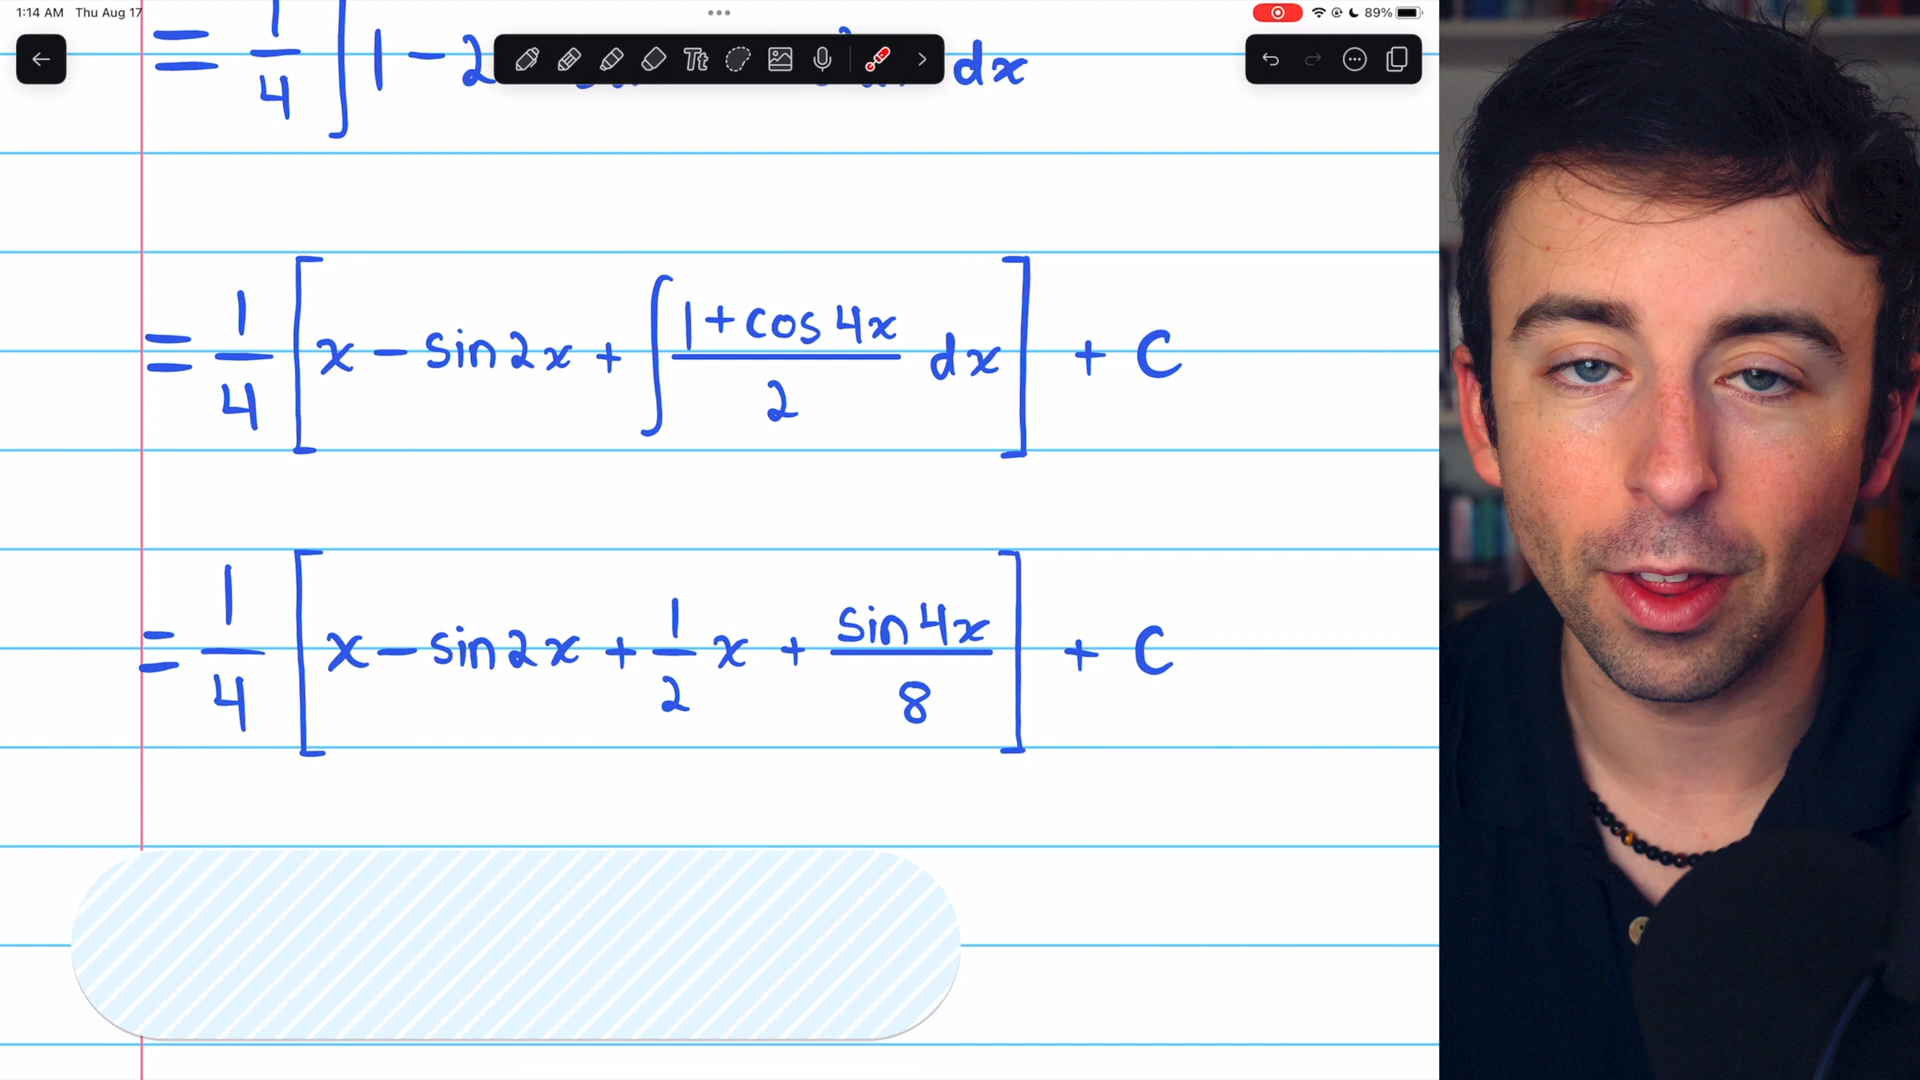 1:14 AM Thu Aug 17 89%
= 1/4 ∫ 1 - 2 dx
Tt
= 1/4 [x - sin 2x + ∫ (1 + cos 4x)/2 dx] + C
= 1/4 [x - sin 2x + 1/2 x + sin 4x/8] + C